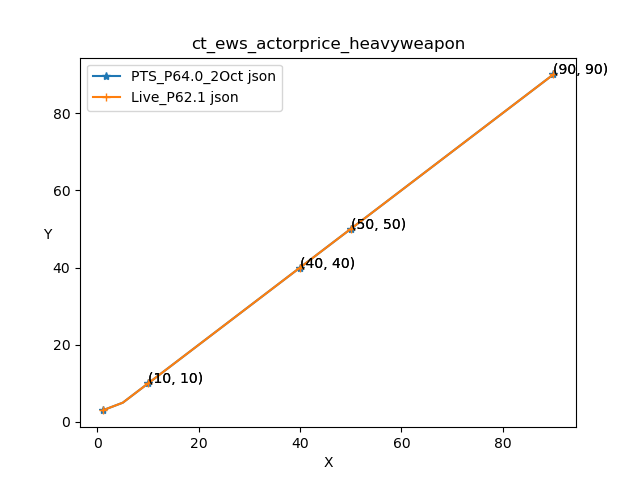 ct_ews_actorprice_heavyweapon
PTS_P64.0_2Oct json
Live_P62.1 json
(90, 90)
(50, 50)
(40, 40)
(10, 10)
Y
80
60
40
20
0
0 20 40 60 80
X